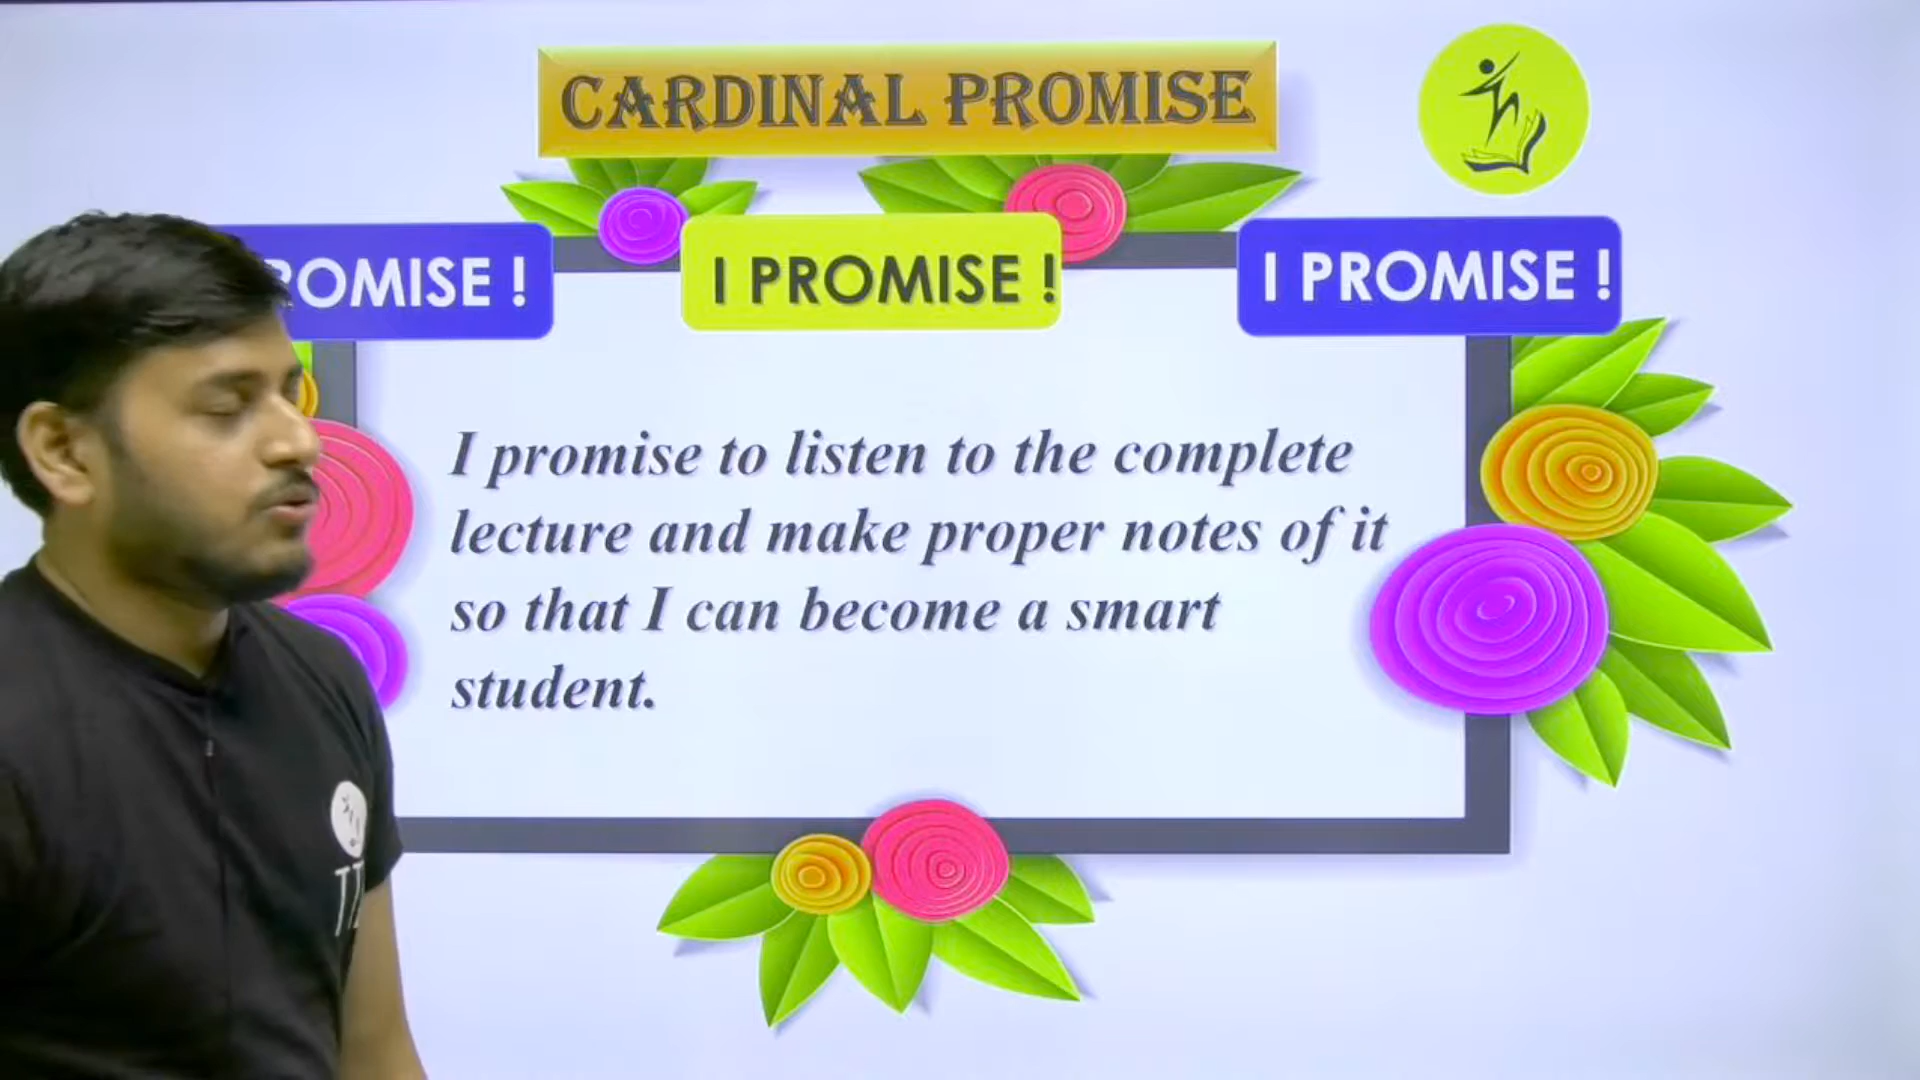 CARDINAL PROMISE
PROMISE ! I PROMISE ! I PROMISE !
I promise to listen to the complete
lecture and make proper notes of it
so that I can become a smart
student.